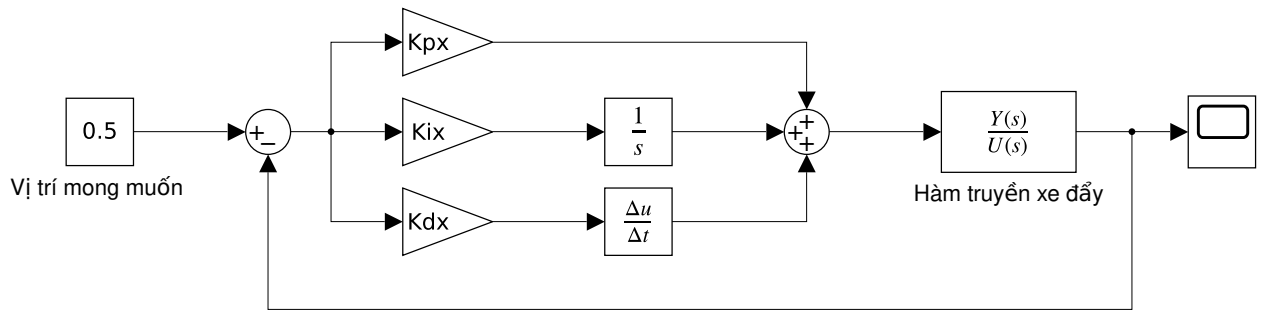 Kpx
0.5
+
−
Kix
1
s
+
+
+
Y(s)
U(s)
Vị trí mong muốn
Hàm truyền xe đẩy
Kdx
Δu
Δt